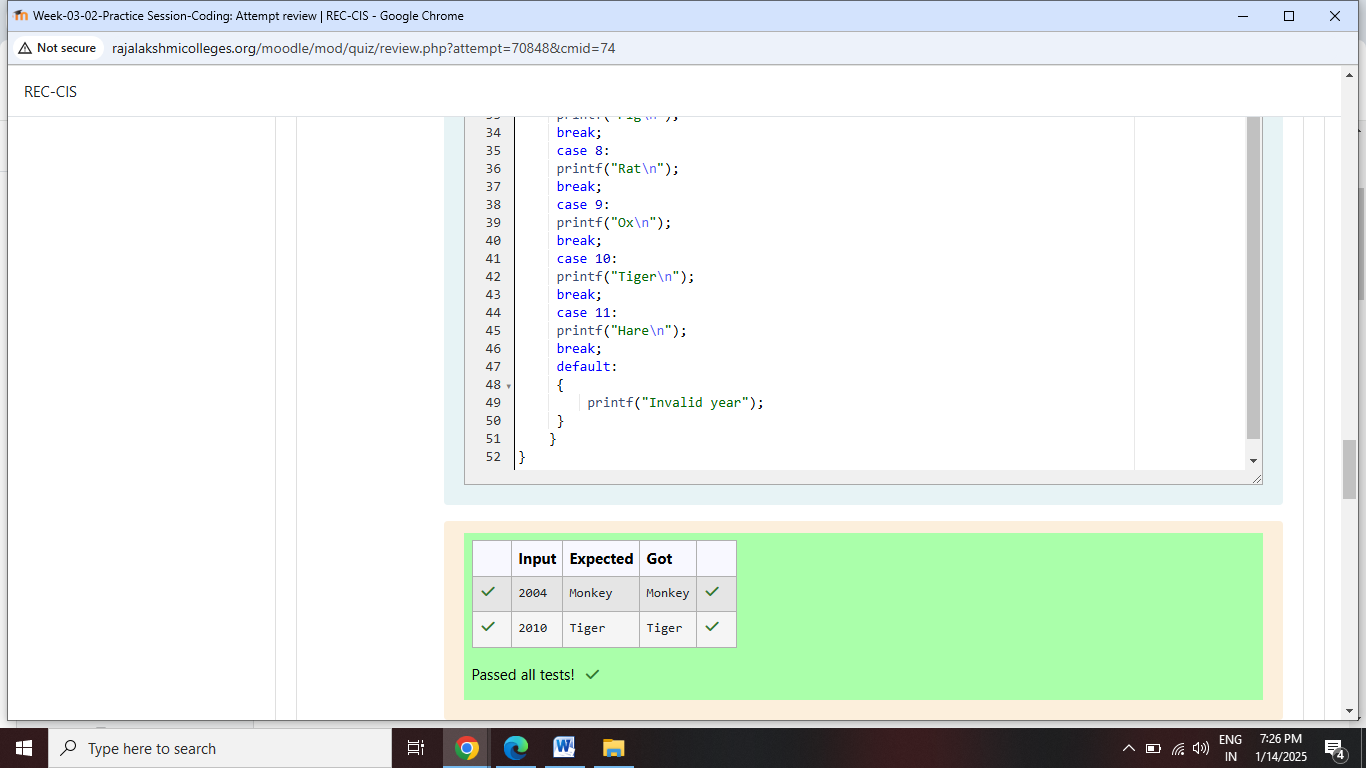 Week-03-02-Practice Session-Coding: Attempt review | REC-CIS - Google Chrome
Not secure rajalakshmicolleges.org/moodle/mod/quiz/review.php?attempt=70848&cmid=74
REC-CIS
34 break;
35 case 8:
36 printf("Rat\n");
37 break;
38 case 9:
39 printf("Ox\n");
40 break;
41 case 10:
42 printf("Tiger\n");
43 break;
44 case 11:
45 printf("Hare\n");
46 break;
47 default:
48 {
49 printf("Invalid year");
50 }
51 }
52 }
Input Expected Got
2004 Monkey Monkey
2010 Tiger Tiger
Passed all tests!
Type here to search
ENG
IN
7:26 PM
1/14/2025
4